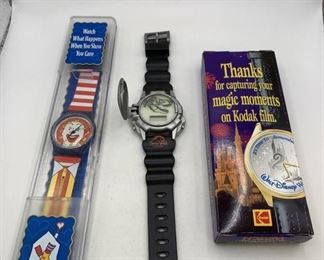 Watch
What Happens
When You Show
You Care
Thanks
for capturing your
magic moments
on Kodak film.
Walt Disney
Kodak